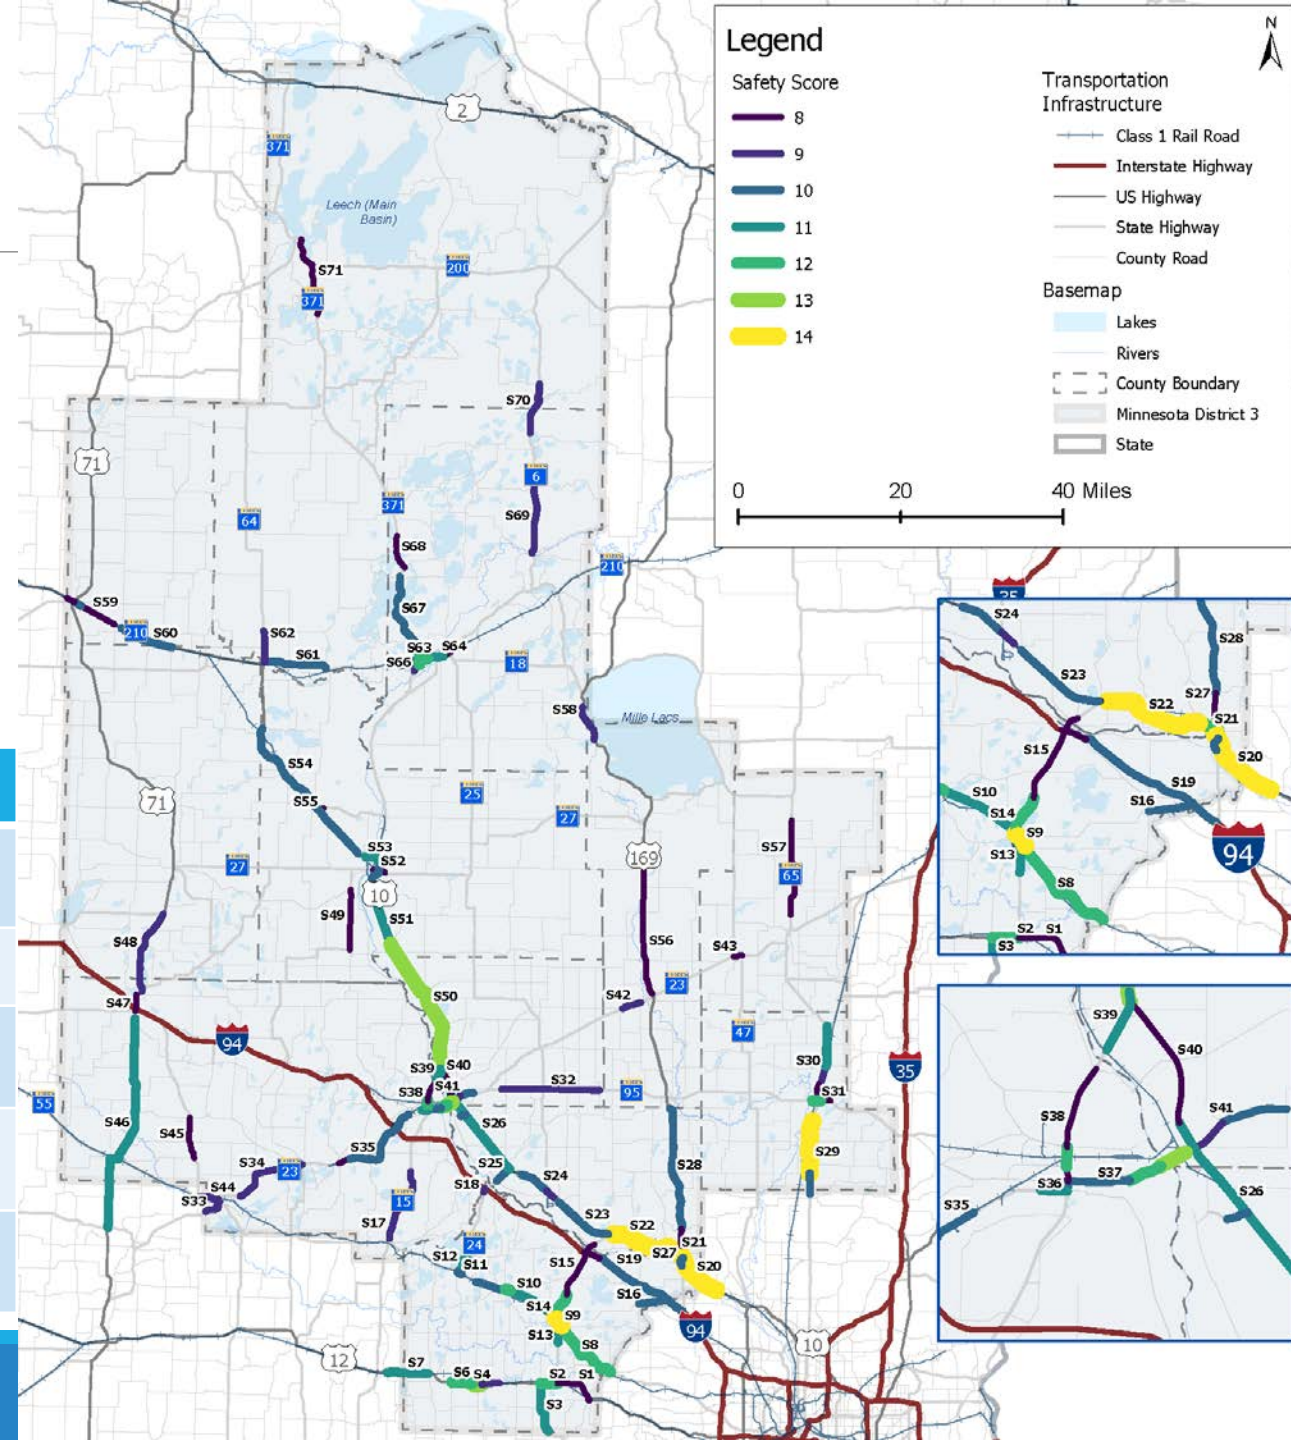 Legend
Safety Score
8
9
10
11
12
13
14
Transportation
Infrastructure
Class 1 Rail Road
Interstate Highway
US Highway
State Highway
County Road
Basemap
Lakes
Rivers
County Boundary
Minnesota District 3
State
0 20 40 Miles
N
2
371
Leech (Main
Basin)
200
S71
371
S70
71
6
371
64
S69
S68
210
35
S59
S67
210 S60
S62
S63 S64
S61
S66
18
S58
Mille Lacs
S54
71
25
S55
27
S57
S53
169
27
S52
65
10
S49
S51
S48
S56
S43
23
S50
S42
S47
47
94
S30
S39 S40
35
S32
S38 S41
95
S31
55
S46
S26
S45
S35
S29
S34
23
S25
S28
S24
S44
S18
S33
15
S17
S23 S22
S21
24
S12
S15
S27
S19
S11
S20
S10
S16
S14
S9
94
S13
S8
10
12
S7
S6 S4
S2 S1
S3
S24
S28
S23
S27
S22
S21
S15
S20
S19
S10
S16
S14
S9
94
S13
S8
S2 S1
S3
S39
S40
S38
S41
S37
S36
S35
S26